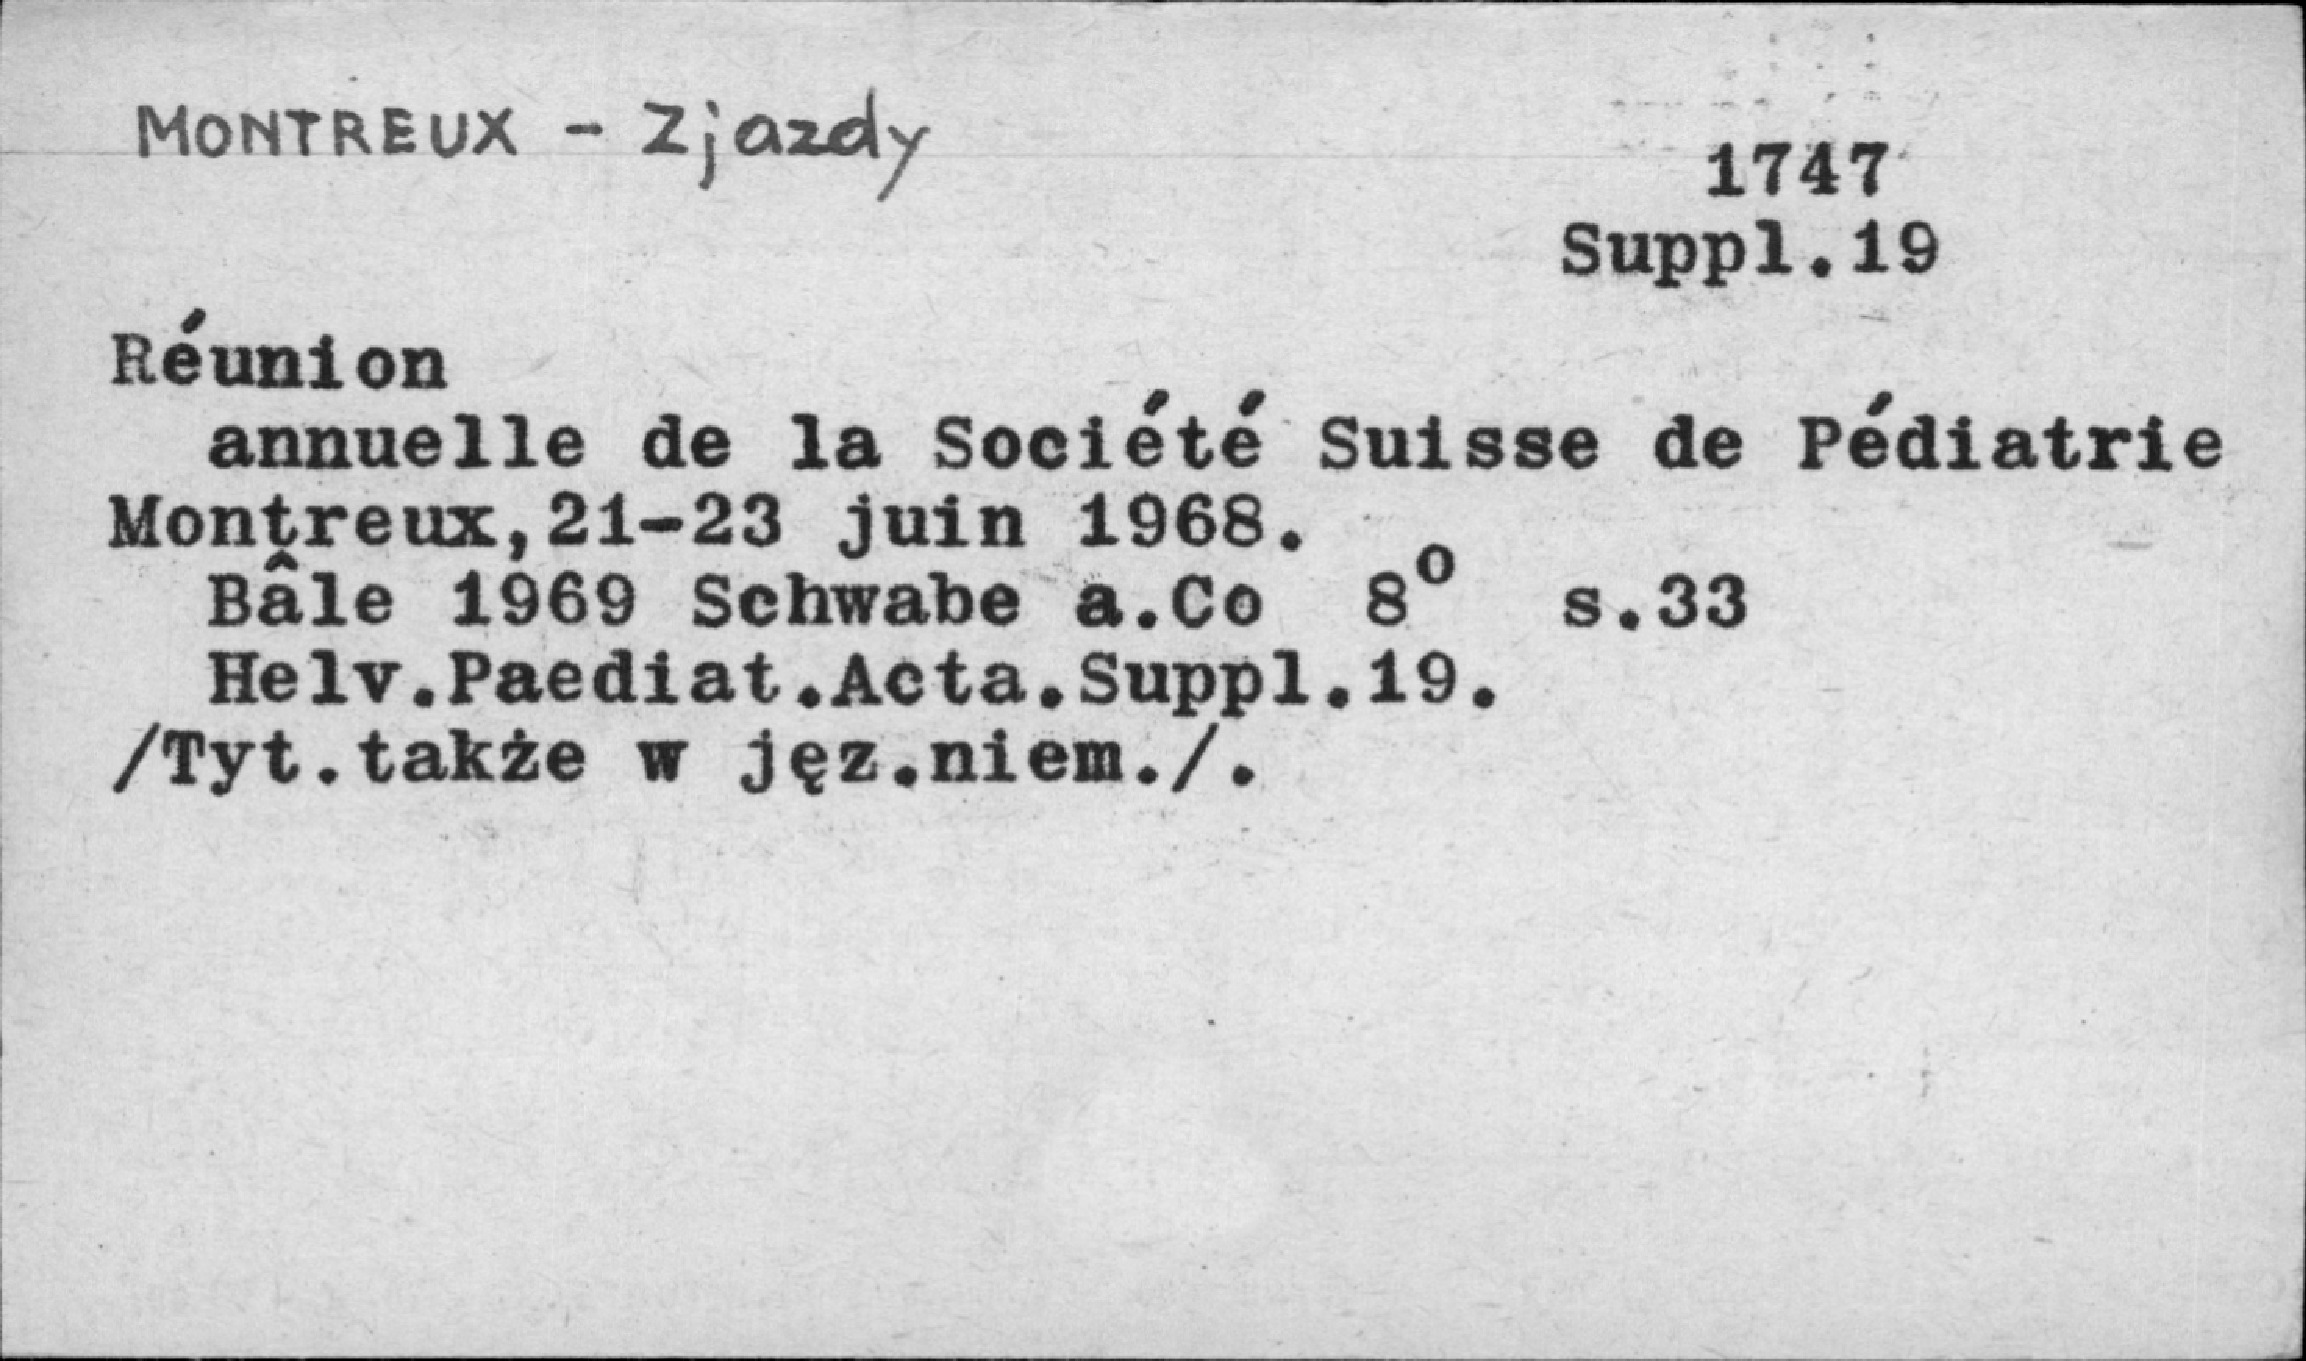 MONTREUX - Zjazdy
1747
Suppl.19
Réunion
annuelle de la Société Suisse de Pédiatrie
Montreux,21-23 juin 1968.
Bâle 1969 Schwabe a.Co 8° s.33
Helv.Paediat.Acta.Suppl.19.
/Tyt.także w jęz.niem./.